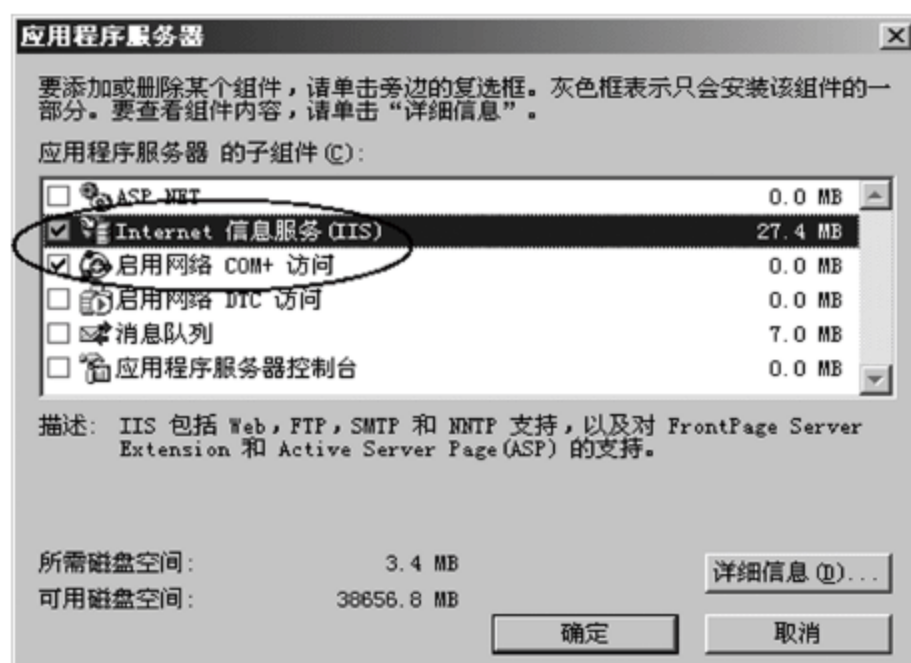 应用程序服务器
要添加或删除某个组件，请单击旁边的复选框。灰色框表示只会安装该组件的一
部分。要查看组件内容，请单击“详细信息”。
应用程序服务器 的子组件(C):
ASP.NET 0.0 MB
Internet 信息服务(IIS) 27.4 MB
启用网络 COM+ 访问 0.0 MB
启用网络 DTC 访问 0.0 MB
消息队列 7.0 MB
应用程序服务器控制台 0.0 MB
描述: IIS 包括 Web，FTP，SMTP 和 NNTP 支持，以及对 FrontPage Server
Extension 和 Active Server Page(ASP) 的支持。
所需磁盘空间: 3.4 MB
详细信息(D)...
可用磁盘空间: 38656.8 MB
确定 取消